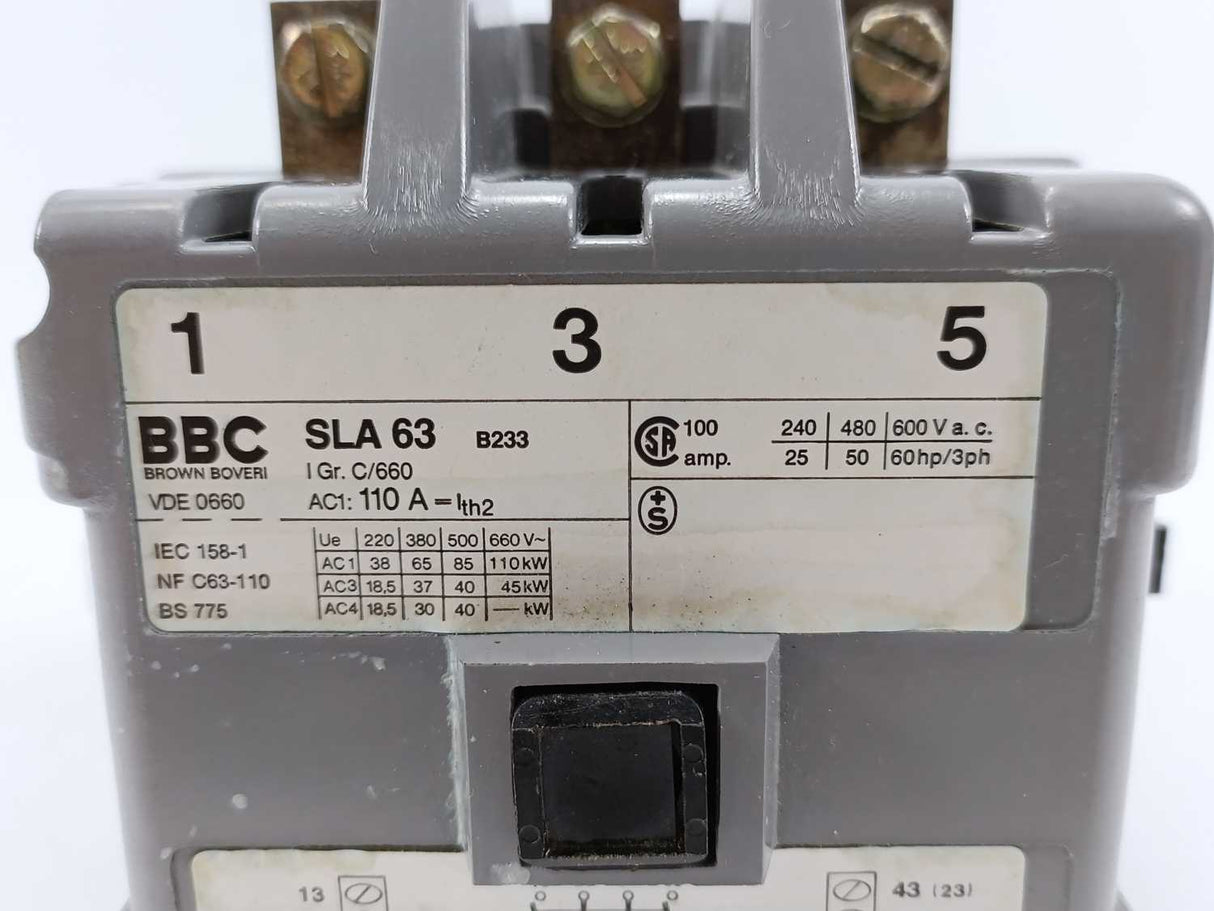 1 3 5
BBC SLA 63 B233
BROWN BOVERI I Gr. C/660
VDE 0660 AC1: 110 A = Ith2
IEC 158-1
NF C63-110
BS 775
Ue 220 380 500 660 V~
AC1 38 65 85 110 kW
AC3 18,5 37 40 45 kW
AC4 18,5 30 40 — kW
SA 100 amp.
240 480 600 V a. c.
25 50 60 hp/3ph
+S
13 43 (23)